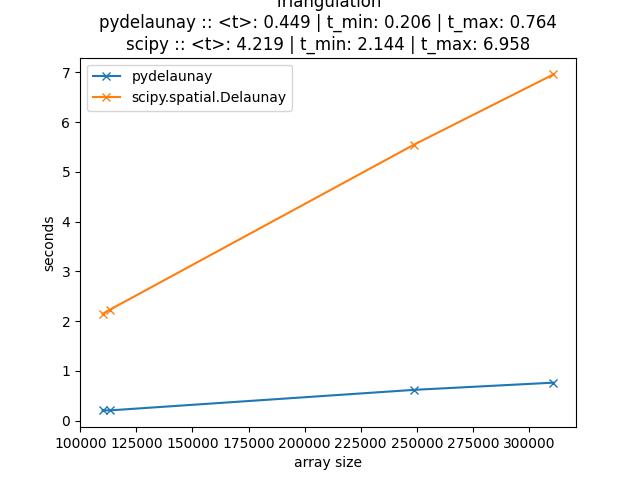 Triangulation
pydelaunay :: <t>: 0.449 | t_min: 0.206 | t_max: 0.764
scipy :: <t>: 4.219 | t_min: 2.144 | t_max: 6.958
pydelaunay
scipy.spatial.Delaunay
7
6
5
4
3
2
1
0
seconds
100000 125000 150000 175000 200000 225000 250000 275000 300000
array size